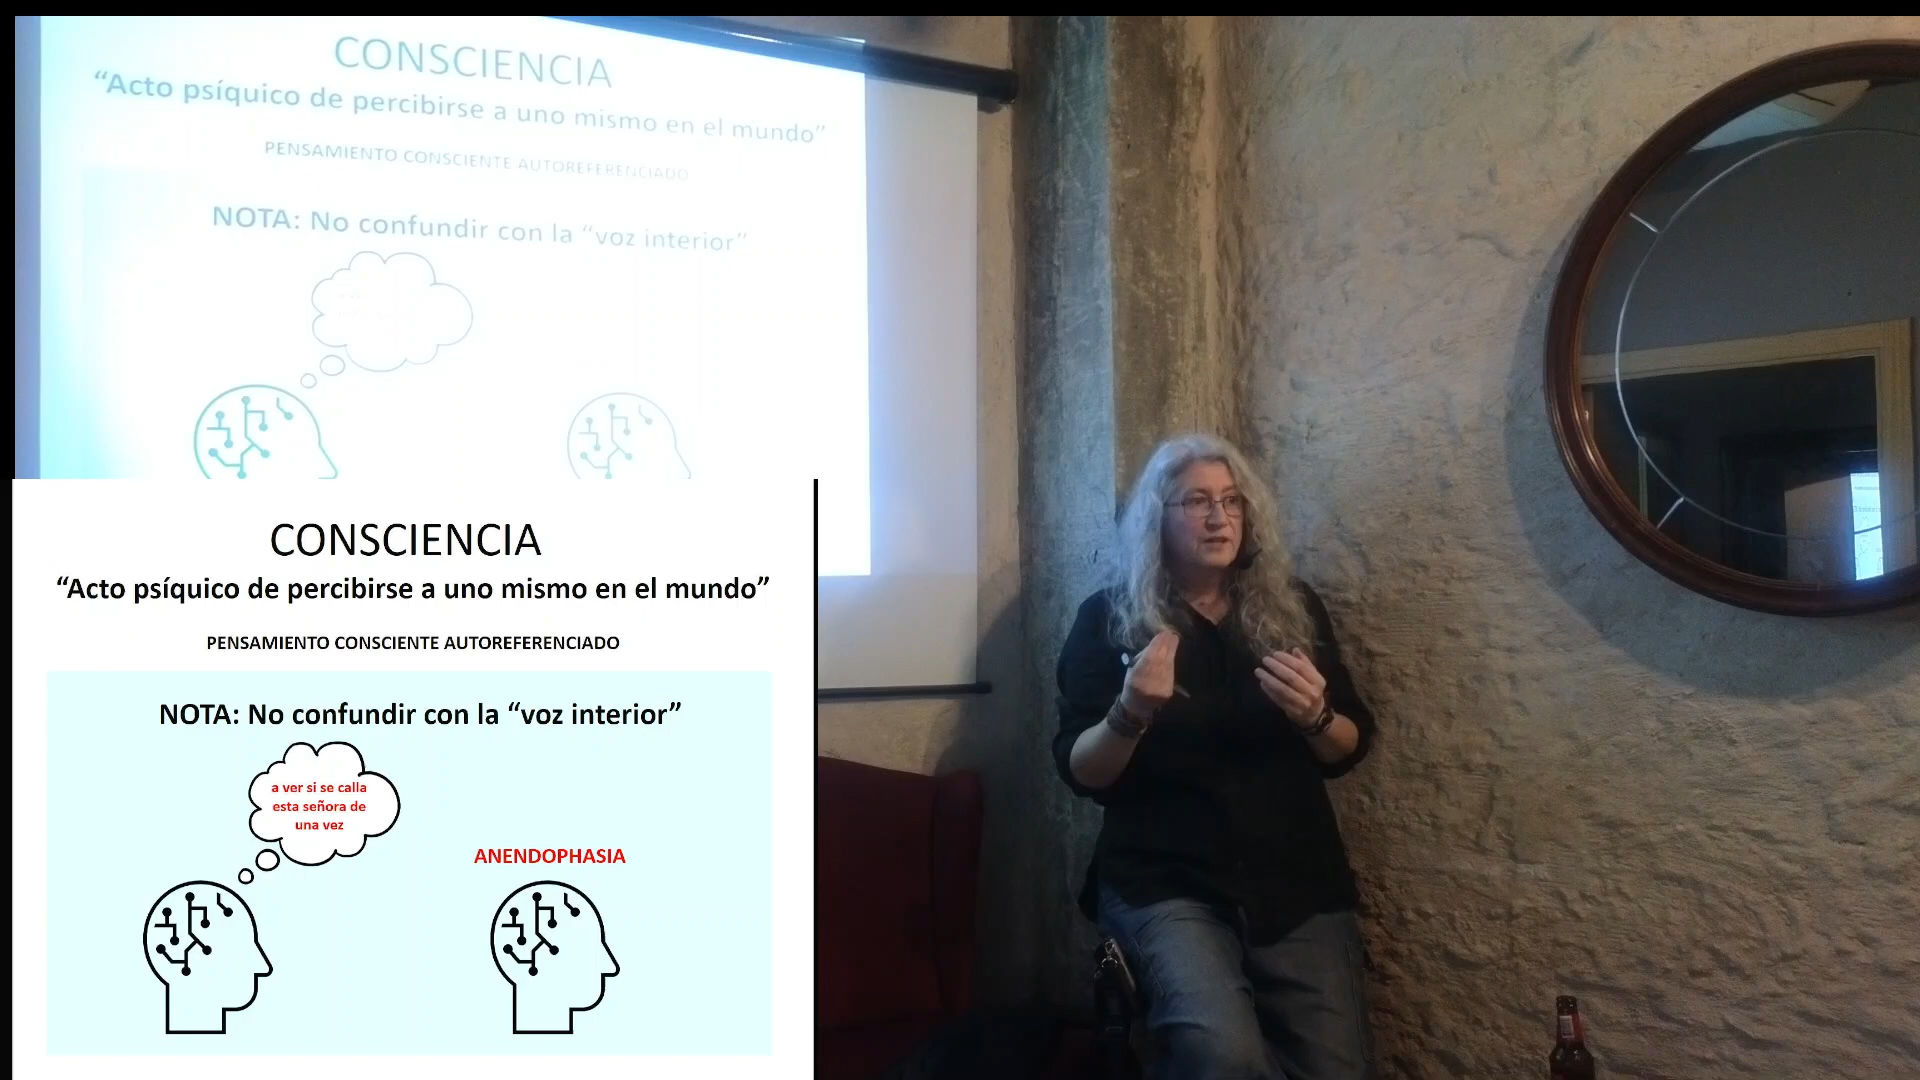 CONSCIENCIA
“Acto psíquico de percibirse a uno mismo en el mundo”
PENSAMIENTO CONSCIENTE AUTOREFERENCIADO
NOTA: No confundir con la “voz interior”
CONSCIENCIA
“Acto psíquico de percibirse a uno mismo en el mundo”
PENSAMIENTO CONSCIENTE AUTOREFERENCIADO
NOTA: No confundir con la “voz interior”
a ver si se calla
esta señora de
una vez
ANENDOPHASIA